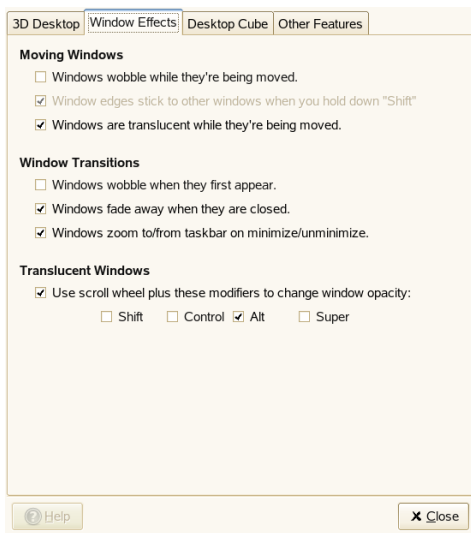 3D Desktop Window Effects Desktop Cube Other Features
Moving Windows
Windows wobble while they're being moved.
Window edges stick to other windows when you hold down "Shift"
Windows are translucent while they're being moved.
Window Transitions
Windows wobble when they first appear.
Windows fade away when they are closed.
Windows zoom to/from taskbar on minimize/unminimize.
Translucent Windows
Use scroll wheel plus these modifiers to change window opacity:
Shift Control Alt Super
Help Close